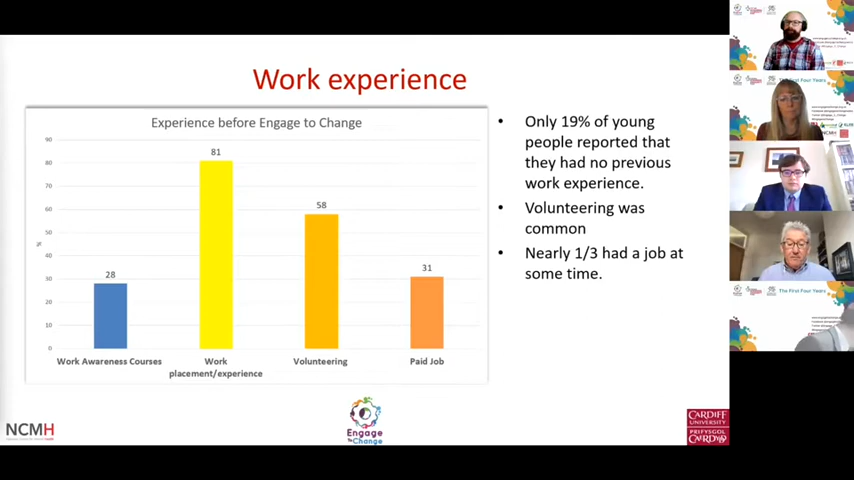 Work experience
Experience before Engage to Change
90
80
70
60
50
40
30
20
10
0
%
28
81
58
31
Work Awareness Courses
Work
placement/experience
Volunteering
Paid Job
• Only 19% of young
people reported that
they had no previous
work experience.
• Volunteering was
common
• Nearly 1/3 had a job at
some time.
NCMH
Engage
To Change
CARDIFF
UNIVERSITY
PRIFYSGOL
CAERDYDD
The First Four Years
The First Four Years